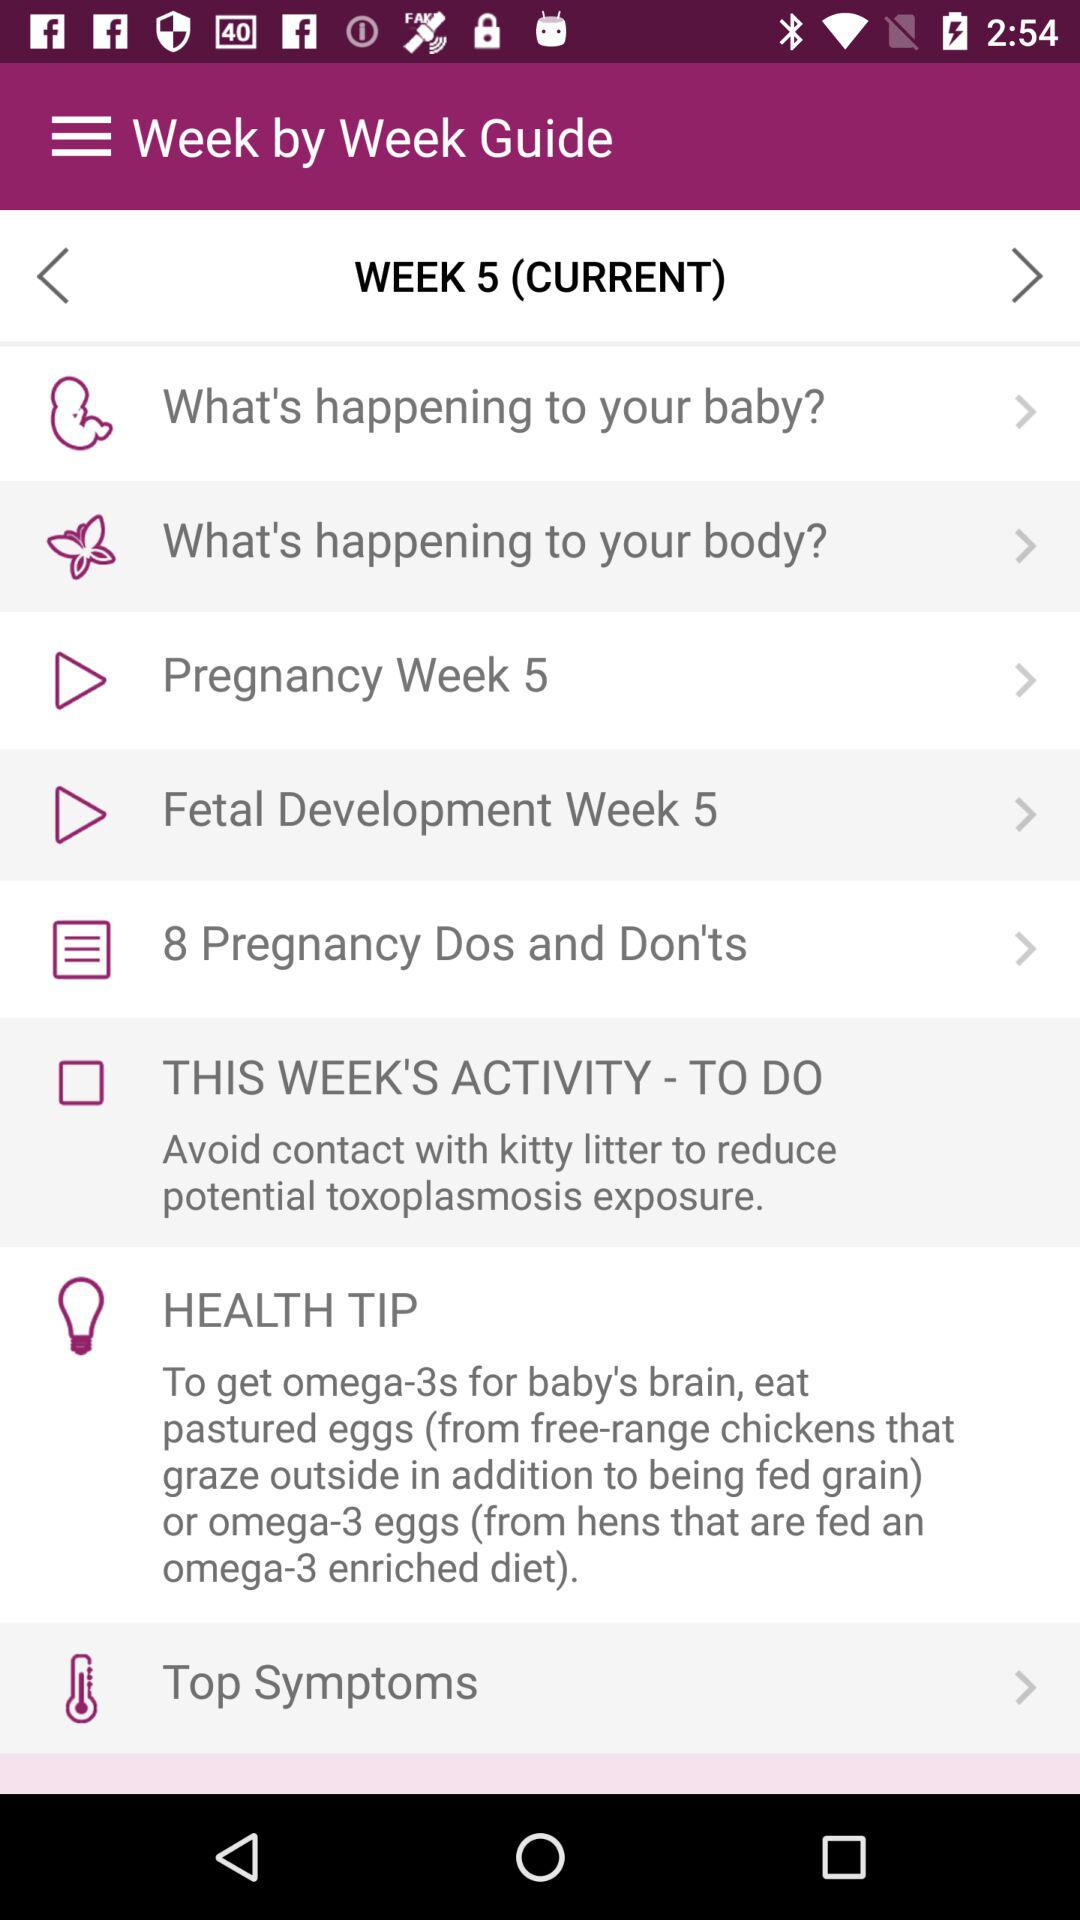 40
FAKE
2:54
Week by Week Guide
WEEK 5 (CURRENT)
What's happening to your baby?
What's happening to your body?
Pregnancy Week 5
Fetal Development Week 5
8 Pregnancy Dos and Don'ts
THIS WEEK'S ACTIVITY - TO DO
Avoid contact with kitty litter to reduce
potential toxoplasmosis exposure.
HEALTH TIP
To get omega-3s for baby's brain, eat
pastured eggs (from free-range chickens that
graze outside in addition to being fed grain)
or omega-3 eggs (from hens that are fed an
omega-3 enriched diet).
Top Symptoms